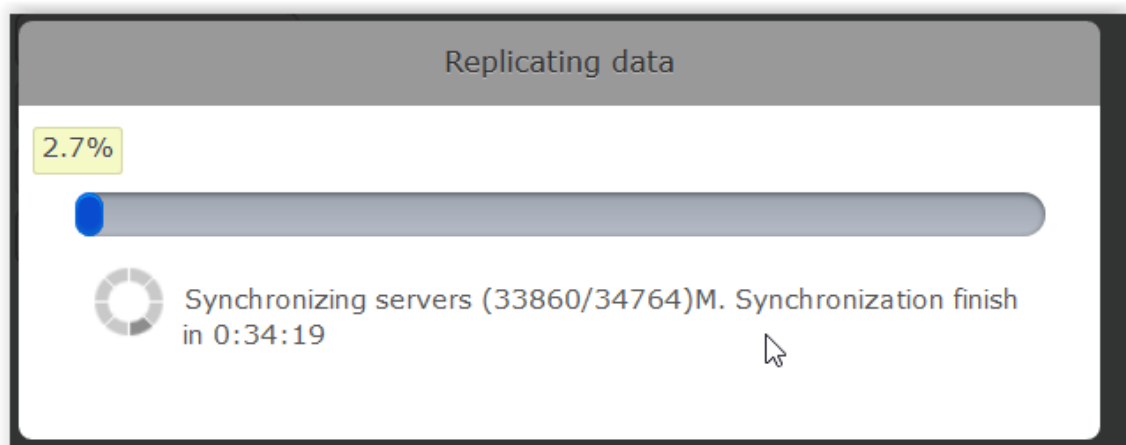 Replicating data
2.7%
Synchronizing servers (33860/34764)M. Synchronization finish
in 0:34:19